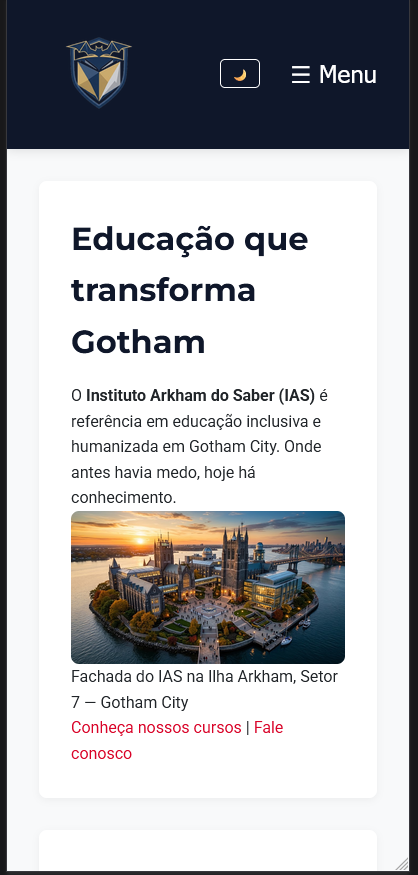 ☰ Menu
Educação que
transforma
Gotham
O Instituto Arkham do Saber (IAS) é
referência em educação inclusiva e
humanizada em Gotham City. Onde
antes havia medo, hoje há
conhecimento.
Fachada do IAS na Ilha Arkham, Setor
7 — Gotham City
Conheça nossos cursos | Fale
conosco